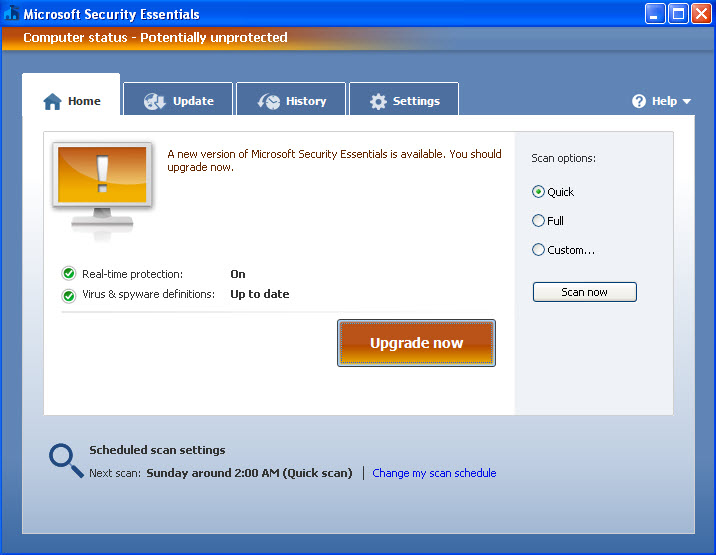 Microsoft Security Essentials
Computer status - Potentially unprotected
Home
Update
History
Settings
Help
A new version of Microsoft Security Essentials is available. You should
upgrade now.
Real-time protection: On
Virus & spyware definitions: Up to date
Upgrade now
Scan options:
Quick
Full
Custom...
Scan now
Scheduled scan settings
Next scan: Sunday around 2:00 AM (Quick scan) | Change my scan schedule